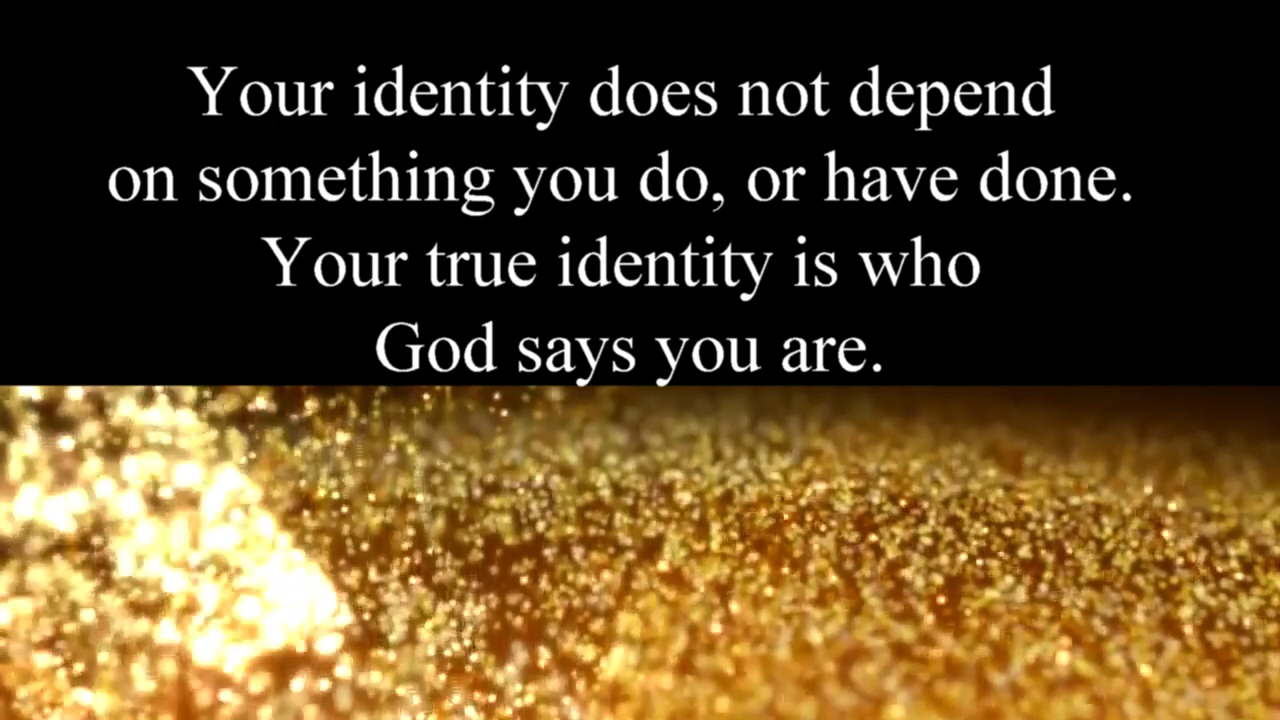 Your identity does not depend
on something you do, or have done.
Your true identity is who
God says you are.